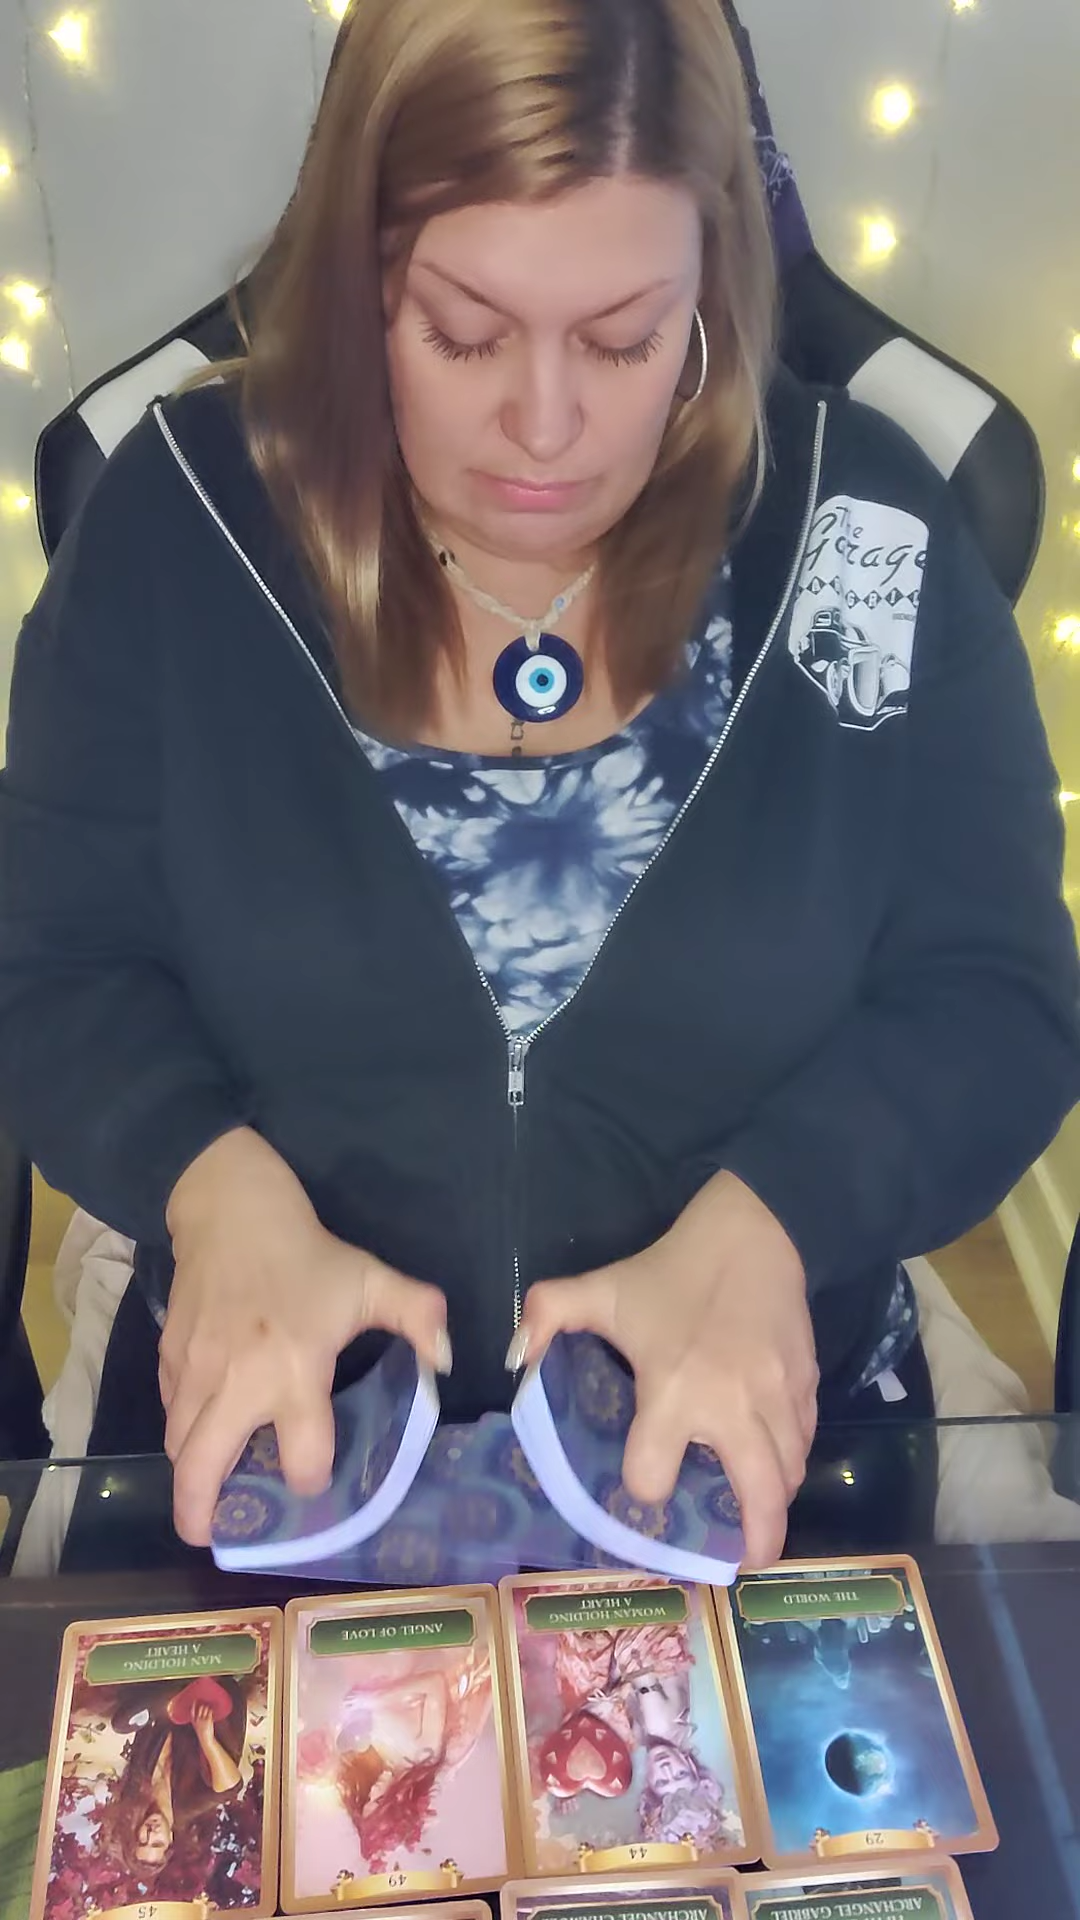 The
Garage
MAN HOLDING
A HEART
45
ANGEL OF LOVE
49
WOMAN HOLDING
A HEART
44
THE WORLD
29
ARCHANGEL
ARCHANGEL GABRIEL